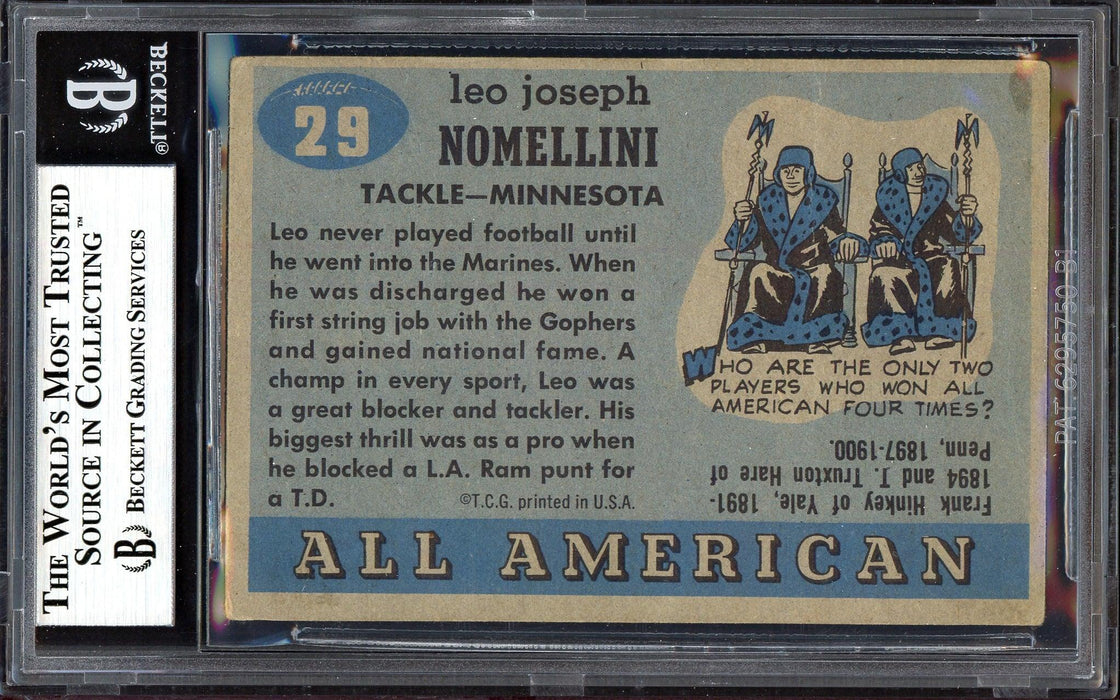 BECKETT®
B
THE WORLD'S MOST TRUSTED
SOURCE IN COLLECTING™
B BECKETT GRADING SERVICES
29
leo joseph
NOMELLINI
TACKLE—MINNESOTA
Leo never played football until
he went into the Marines. When
he was discharged he won a
first string job with the Gophers
and gained national fame. A
champ in every sport, Leo was
a great blocker and tackler. His
biggest thrill was as a pro when
he blocked a L.A. Ram punt for
a T.D.
©T.C.G. printed in U.S.A.
M M
WHO ARE THE ONLY TWO
PLAYERS WHO WON ALL
AMERICAN FOUR TIMES?
Frank Hinkey of Yale, 1891-
1894 and J. Truxton Hare of
Penn, 1897-1900.
ALL AMERICAN
PAT. 6295750 B1